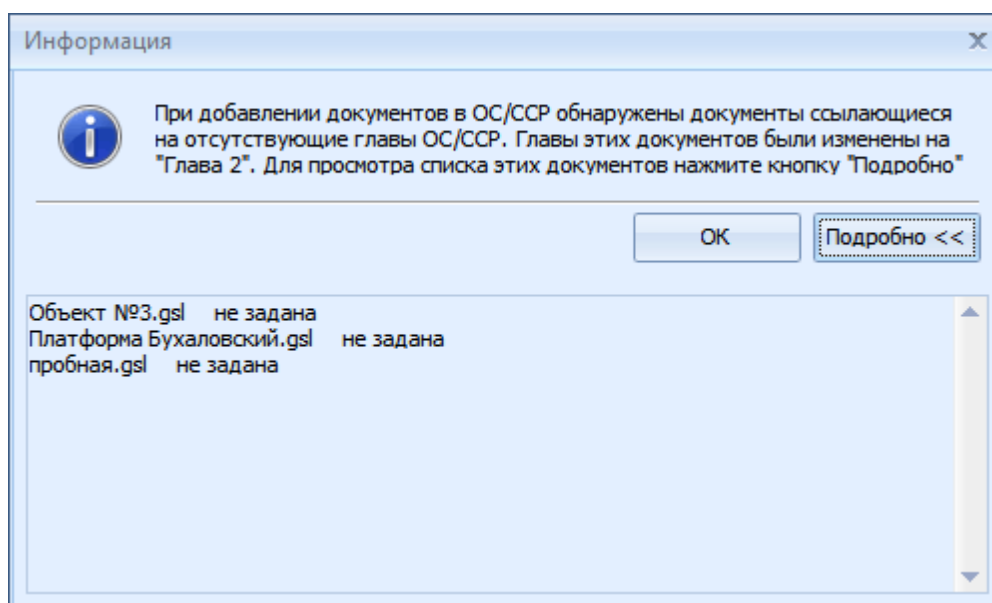 Информация
При добавлении документов в ОС/ССР обнаружены документы ссылающиеся
на отсутствующие главы ОС/ССР. Главы этих документов были изменены на
"Глава 2". Для просмотра списка этих документов нажмите кнопку "Подробно"
ОК
Подробно <<
Объект №3.gsl не задана
Платформа Бухаловский.gsl не задана
пробная.gsl не задана